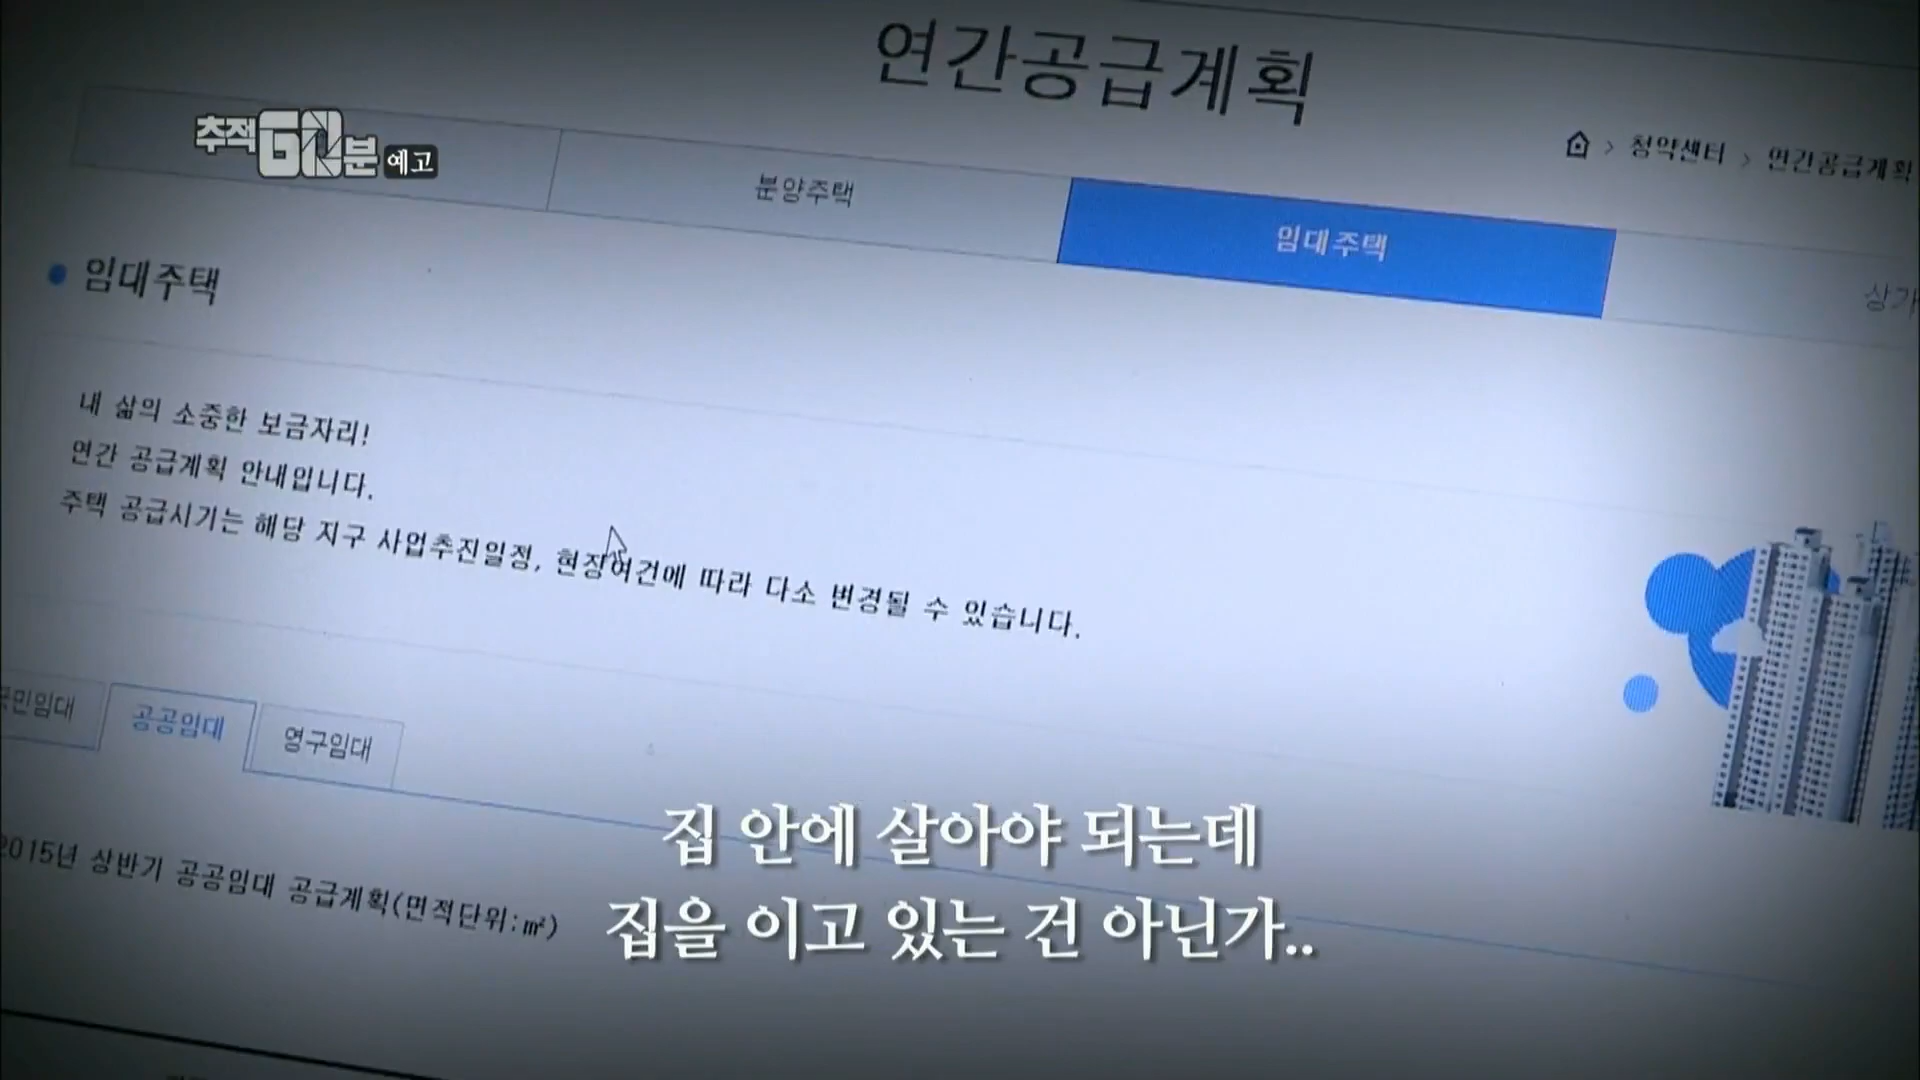 연간공급계획
추적60분 예고
청약센터 > 연간공급계획
분양주택
임대주택
상가
임대주택
내 삶의 소중한 보금자리!
연간 공급계획 안내입니다.
주택 공급시기는 해당 지구 사업추진일정, 현장여건에 따라 다소 변경될 수 있습니다.
국민임대
공공임대
영구임대
2015년 상반기 공공임대 공급계획(면적단위:㎡)
집 안에 살아야 되는데
집을 이고 있는 건 아닌가..